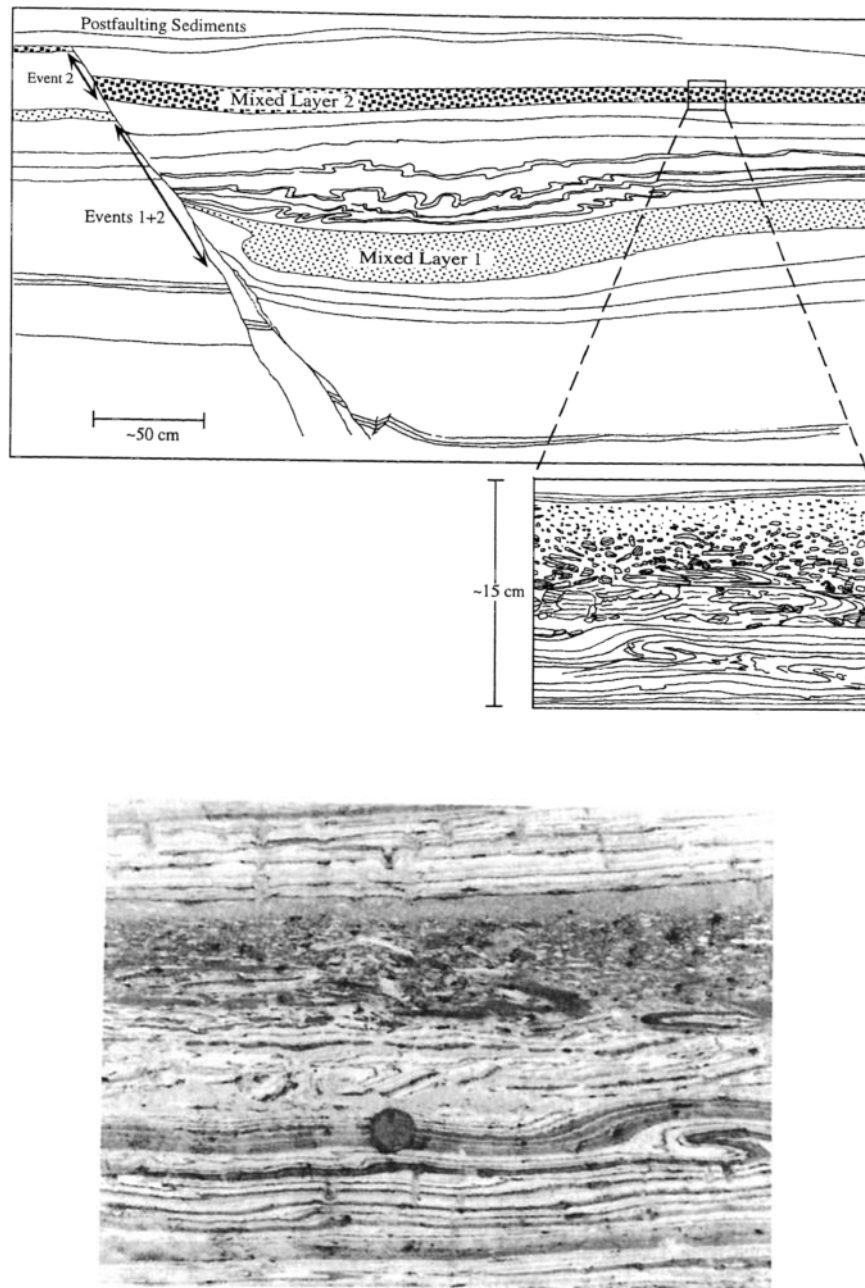 Postfaulting Sediments
Event 2
Mixed Layer 2
Events 1+2
Mixed Layer 1
~50 cm
~15 cm